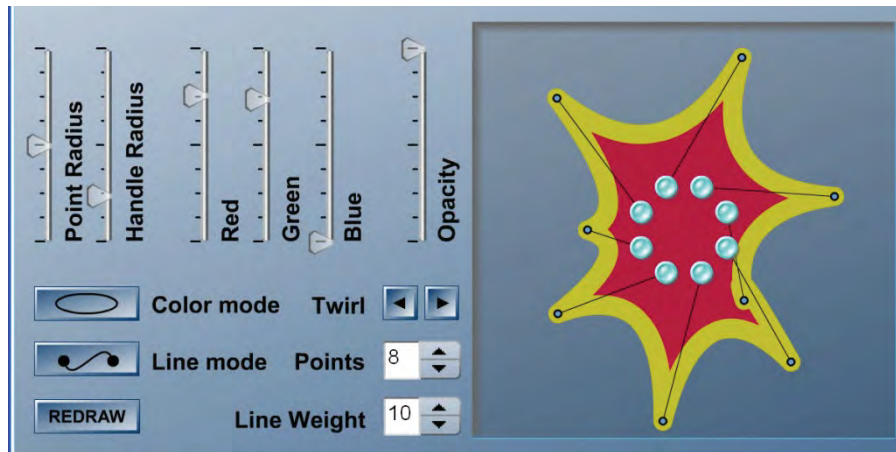 Point Radius
Handle Radius
Red
Green
Blue
Opacity
Color mode
Twirl
Line mode
Points
8
REDRAW
Line Weight
10